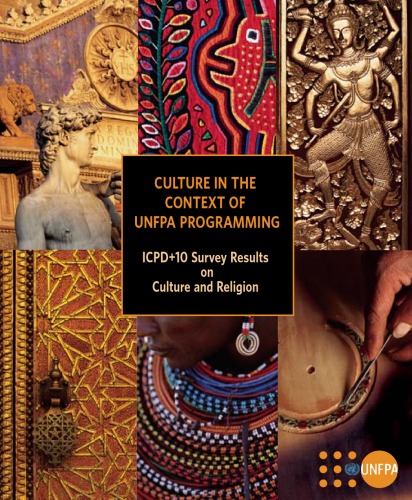 CULTURE IN THE
CONTEXT OF
UNFPA PROGRAMMING
ICPD+10 Survey Results
on
Culture and Religion
UNFPA